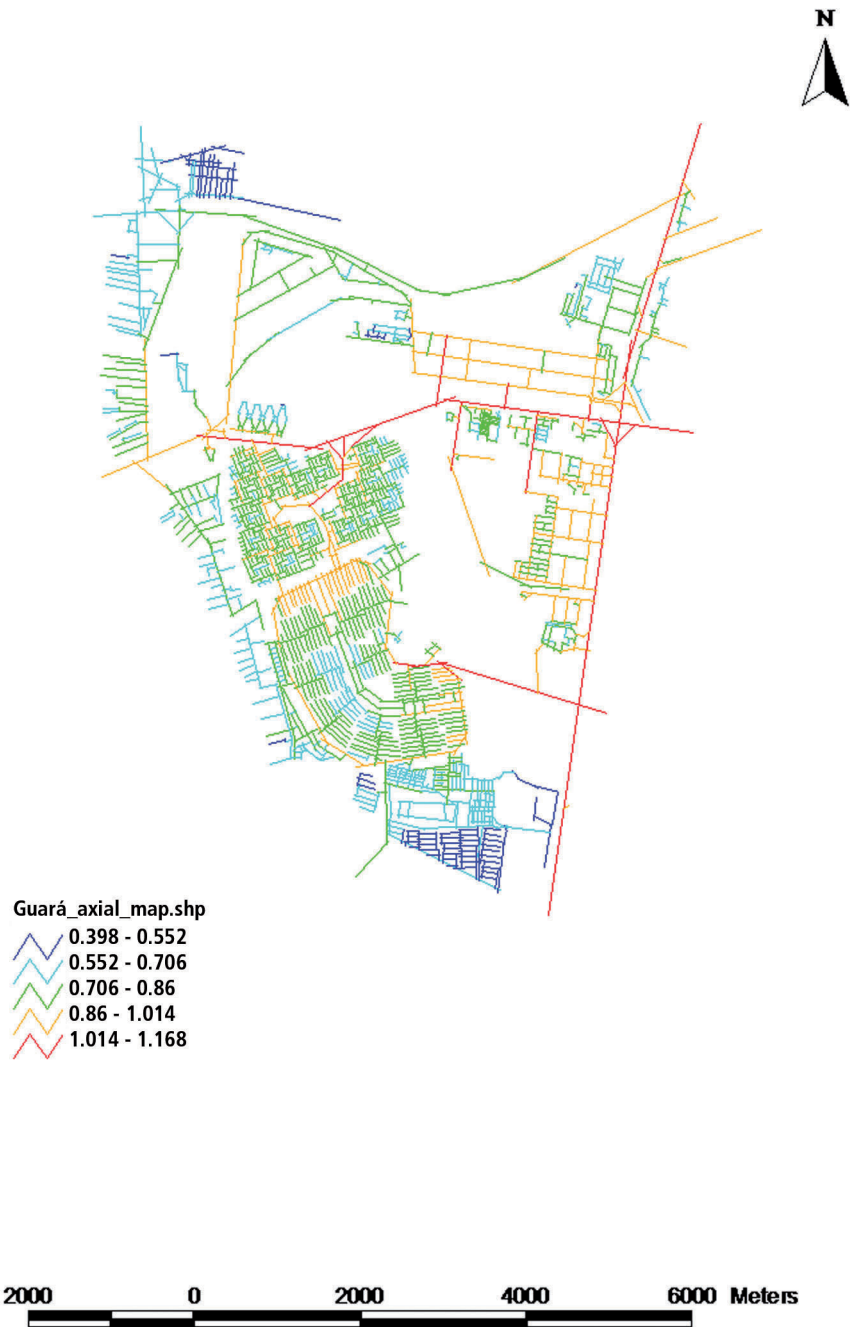 N
Guará_axial_map.shp
0.398 - 0.552
0.552 - 0.706
0.706 - 0.86
0.86 - 1.014
1.014 - 1.168
2000 0 2000 4000 6000 Meters